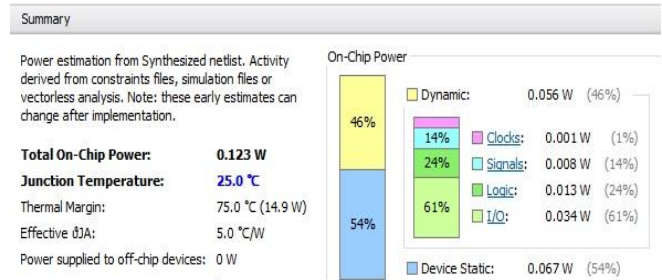 Summary
Power estimation from Synthesized netlist. Activity
derived from constraints files, simulation files or
vectorless analysis. Note: these early estimates can
change after implementation.
Total On-Chip Power: 0.123 W
Junction Temperature: 25.0 °C
Thermal Margin: 75.0 °C (14.9 W)
Effective ϑJA: 5.0 °C/W
Power supplied to off-chip devices: 0 W
On-Chip Power
46%
54%
Dynamic: 0.056 W (46%)
Clocks: 0.001 W (1%)
14% Signals: 0.008 W (14%)
24% Logic: 0.013 W (24%)
61% I/O: 0.034 W (61%)
Device Static: 0.067 W (54%)